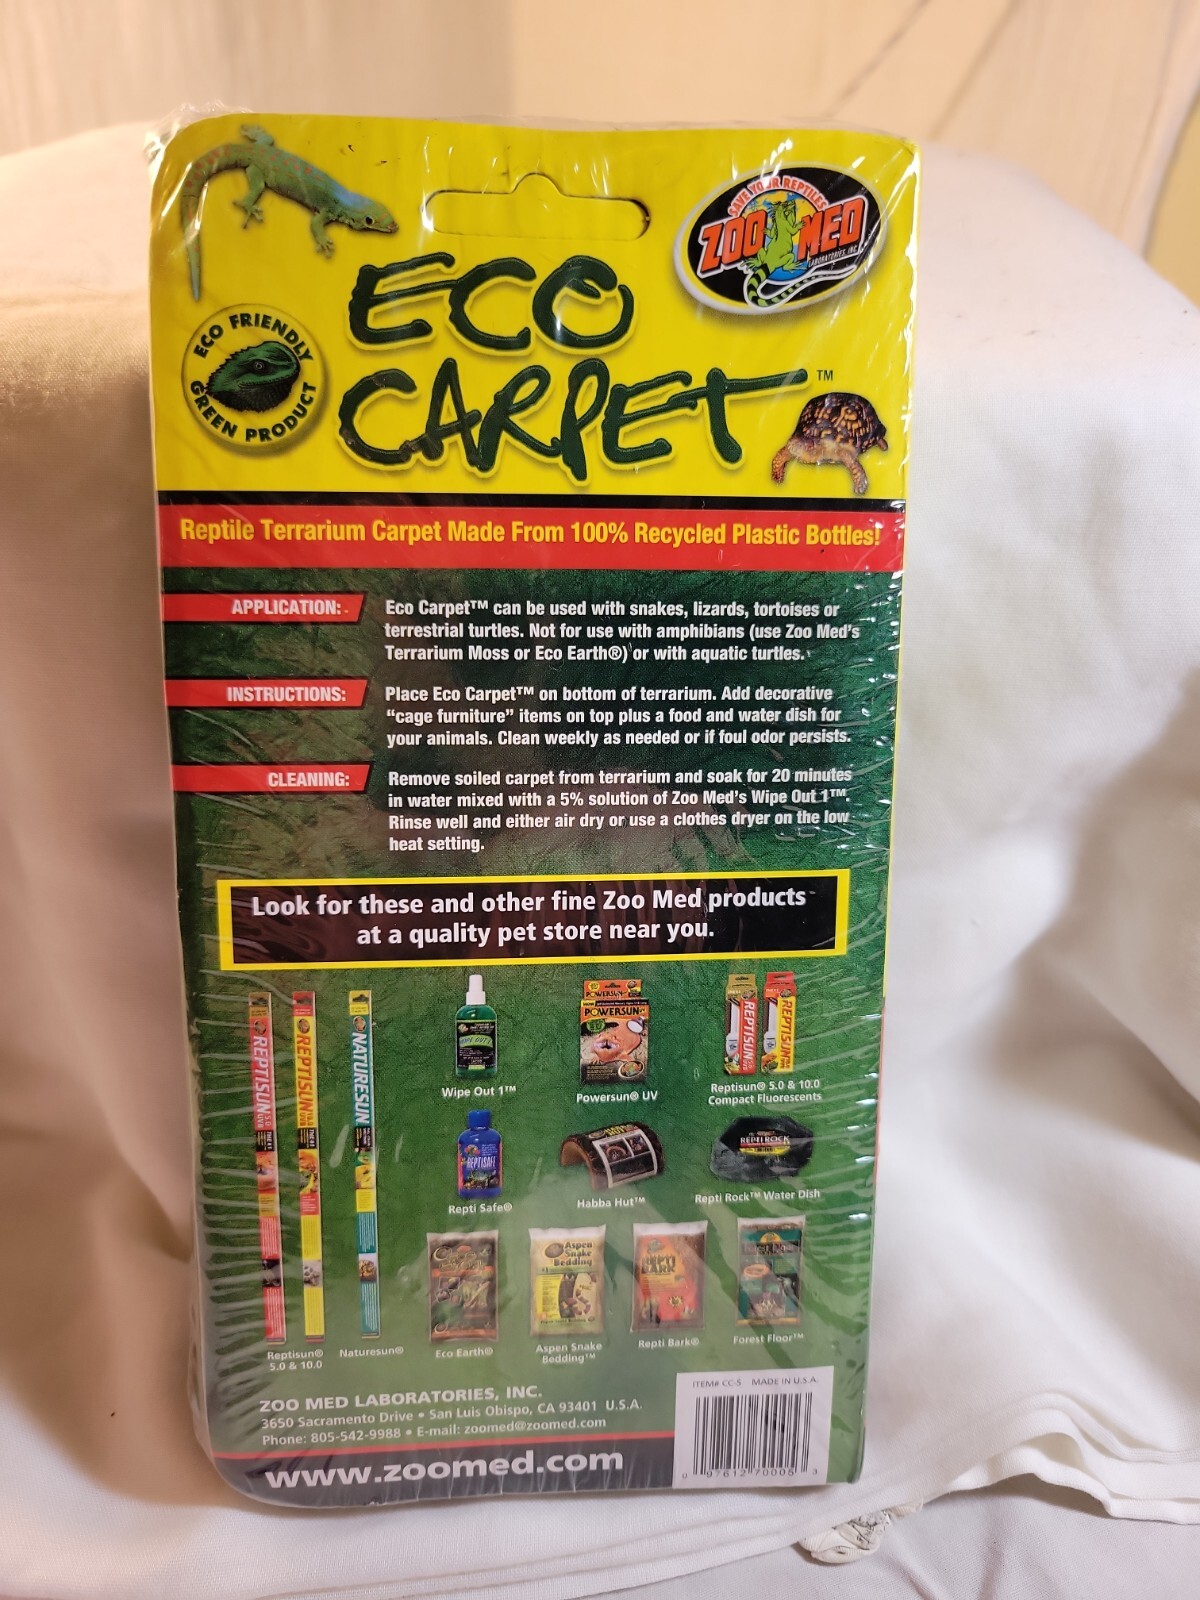 SAVE YOUR REPTILES
ZOO MED
LABORATORIES, INC.
ECO FRIENDLY
GREEN PRODUCT
ECO
CARPET™
Reptile Terrarium Carpet Made From 100% Recycled Plastic Bottles!
APPLICATION:
Eco Carpet™ can be used with snakes, lizards, tortoises or
terrestrial turtles. Not for use with amphibians (use Zoo Med's
Terrarium Moss or Eco Earth®) or with aquatic turtles.
INSTRUCTIONS:
Place Eco Carpet™ on bottom of terrarium. Add decorative
"cage furniture" items on top plus a food and water dish for
your animals. Clean weekly as needed or if foul odor persists.
CLEANING:
Remove soiled carpet from terrarium and soak for 20 minutes
in water mixed with a 5% solution of Zoo Med's Wipe Out 1™.
Rinse well and either air dry or use a clothes dryer on the low
heat setting.
Look for these and other fine Zoo Med products
at a quality pet store near you.
REPTISUN
REPTISUN
NATURESUN
POWERSUN
POWERSUN
REPTISUN
REPTISUN
Wipe Out 1™
Powersun® UV
Reptisun® 5.0 & 10.0
Compact Fluorescents
REPTISAFE
REPTI ROCK
Repti Safe®
Habba Hut™
Repti Rock™ Water Dish
Aspen
Snake
Bedding
REPTI
BARK
Reptisun®
5.0 & 10.0
Naturesun®
Eco Earth®
Aspen Snake
Bedding™
Repti Bark®
Forest Floor™
ZOO MED LABORATORIES, INC.
3650 Sacramento Drive • San Luis Obispo, CA 93401 U.S.A.
Phone: 805-542-9988 • E-mail: zoomed@zoomed.com
www.zoomed.com
ITEM# CC-5 MADE IN U.S.A.
0 97612 70005 3